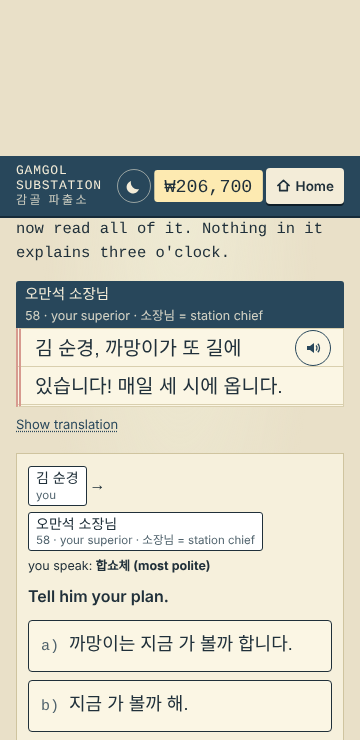 GAMGOL
SUBSTATION
감골 파출소
₩206,700
Home
now read all of it. Nothing in it
explains three o'clock.
오만석 소장님
58 · your superior · 소장님 = station chief
김 순경, 까망이가 또 길에
있습니다! 매일 세 시에 옵니다.
Show translation
김 순경
you
→
오만석 소장님
58 · your superior · 소장님 = station chief
you speak: 합쇼체 (most polite)
Tell him your plan.
a) 까망이는 지금 가 볼까 합니다.
b) 지금 가 볼까 해.